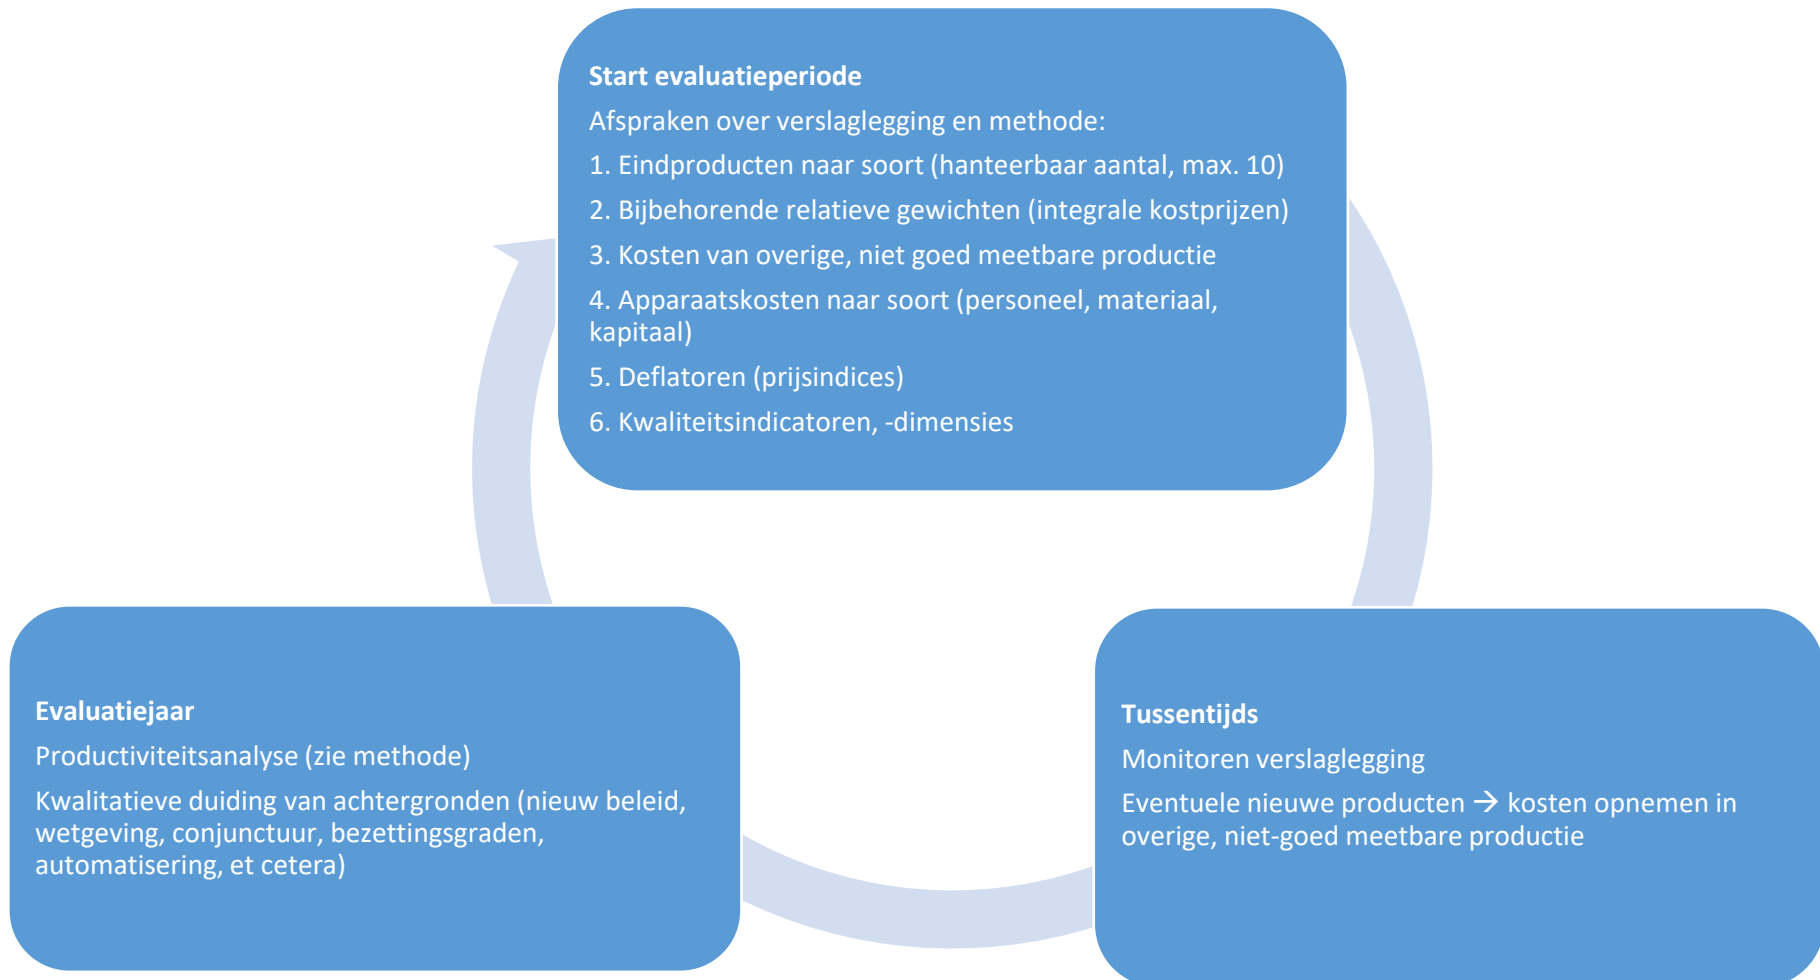 Start evaluatieperiode
Afspraken over verslaglegging en methode:
1. Eindproducten naar soort (hanteerbaar aantal, max. 10)
2. Bijbehorende relatieve gewichten (integrale kostprijzen)
3. Kosten van overige, niet goed meetbare productie
4. Apparaatskosten naar soort (personeel, materiaal,
kapitaal)
5. Deflatoren (prijsindices)
6. Kwaliteitsindicatoren, -dimensies
Evaluatiejaar
Productiviteitsanalyse (zie methode)
Kwalitatieve duiding van achtergronden (nieuw beleid,
wetgeving, conjunctuur, bezettingsgraden,
automatisering, et cetera)
Tussentijds
Monitoren verslaglegging
Eventuele nieuwe producten → kosten opnemen in
overige, niet-goed meetbare productie